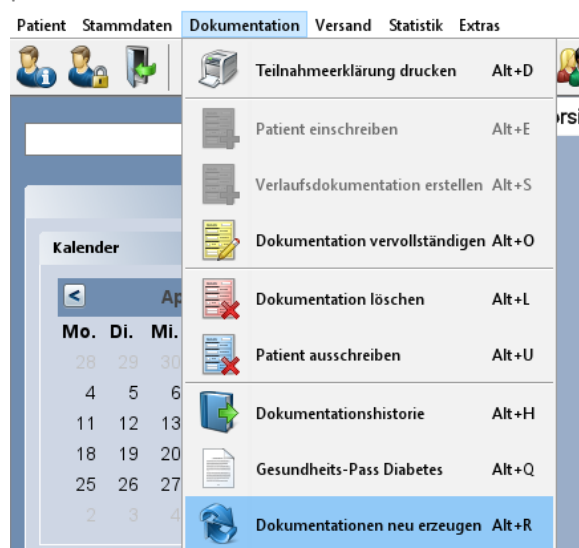 Patient Stammdaten Dokumentation Versand Statistik Extras
Teilnahmeerklärung drucken Alt+D
Patient einschreiben Alt+E
Verlaufsdokumentation erstellen Alt+S
Dokumentation vervollständigen Alt+O
Kalender
Dokumentation löschen Alt+L
< Ap
Mo. Di. Mi.
Patient ausschreiben Alt+U
28 29 30
4 5 6
Dokumentationshistorie Alt+H
11 12 13
18 19 20
Gesundheits-Pass Diabetes Alt+Q
25 26 27
2 3 4
Dokumentationen neu erzeugen Alt+R